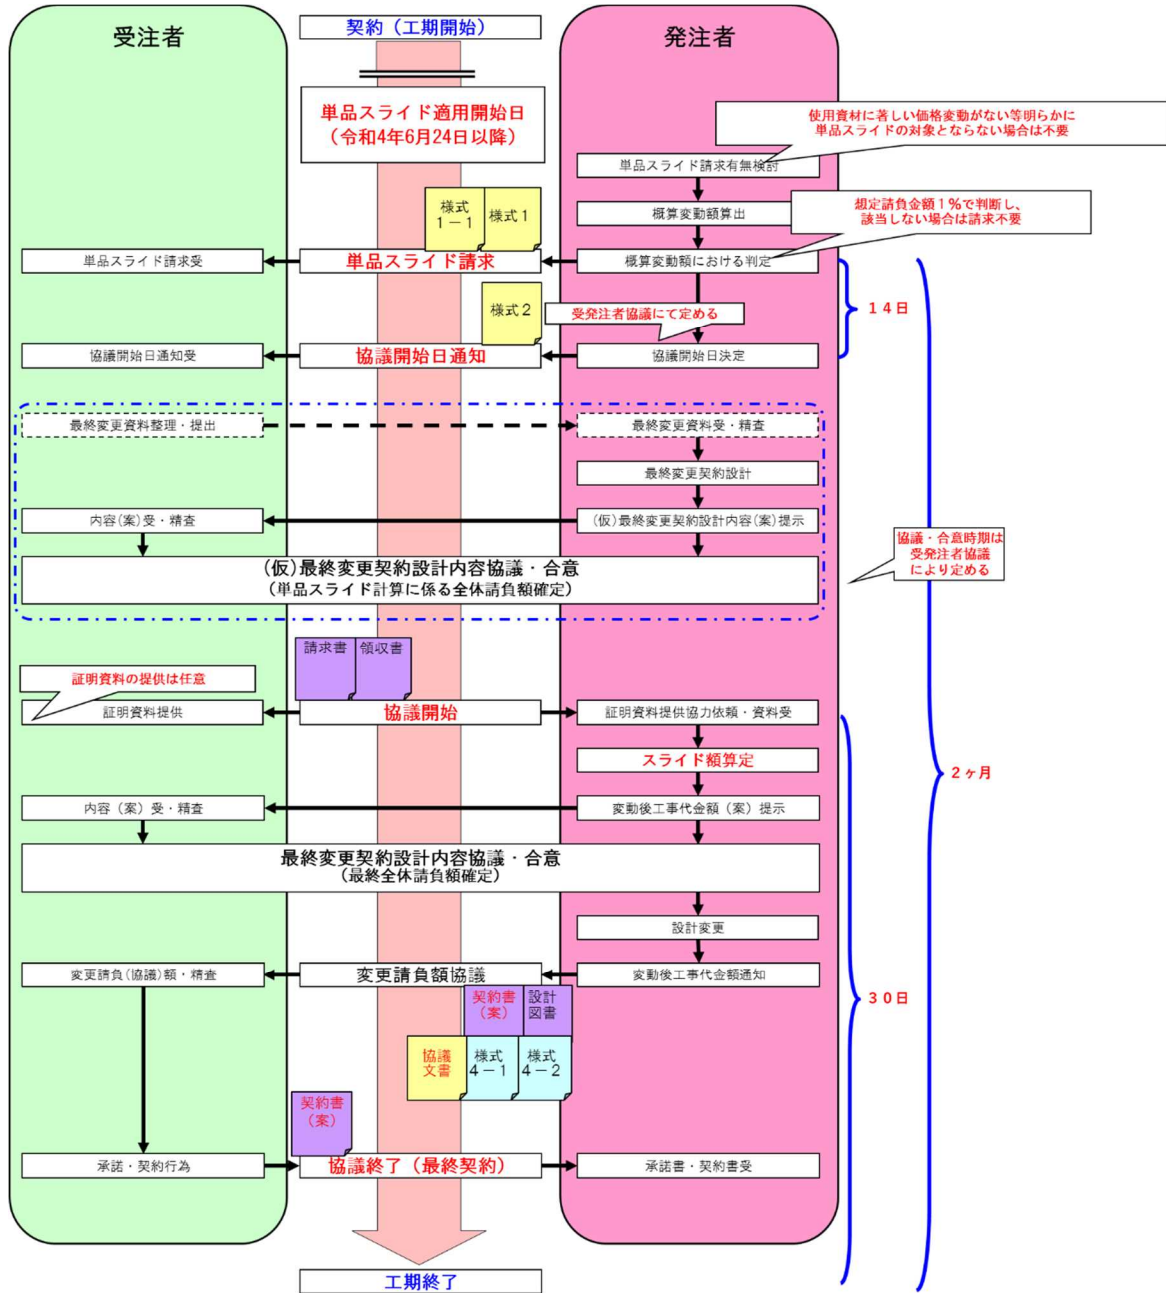 受注者
契約（工期開始）
発注者
単品スライド適用開始日
（令和4年6月24日以降）
使用資材に著しい価格変動がない等明らかに
単品スライドの対象とならない場合は不要
単品スライド請求有無検討
様式
１－１
様式１
概算変動額算出
想定請負金額１％で判断し、
該当しない場合は請求不要
単品スライド請求受
単品スライド請求
概算変動額における判定
１４日
様式２
受発注者協議にて定める
協議開始日通知受
協議開始日通知
協議開始日決定
最終変更資料整理・提出
最終変更資料受・精査
最終変更契約設計
内容(案)受・精査
(仮)最終変更契約設計内容(案)提示
協議・合意時期は
受発注者協議
により定める
(仮)最終変更契約設計内容協議・合意
(単品スライド計算に係る全体請負額確定)
請求書
領収書
証明資料の提供は任意
証明資料提供
協議開始
証明資料提供協力依頼・資料受
スライド額算定
２ヶ月
内容（案）受・精査
変動後工事代金額（案）提示
最終変更契約設計内容協議・合意
(最終全体請負額確定)
設計変更
変更請負(協議)額・精査
変更請負額協議
変動後工事代金額通知
３０日
契約書
（案）
設計
図書
協議
文書
様式
４－１
様式
４－２
契約書
（案）
承諾・契約行為
協議終了（最終契約）
承諾書・契約書受
工期終了